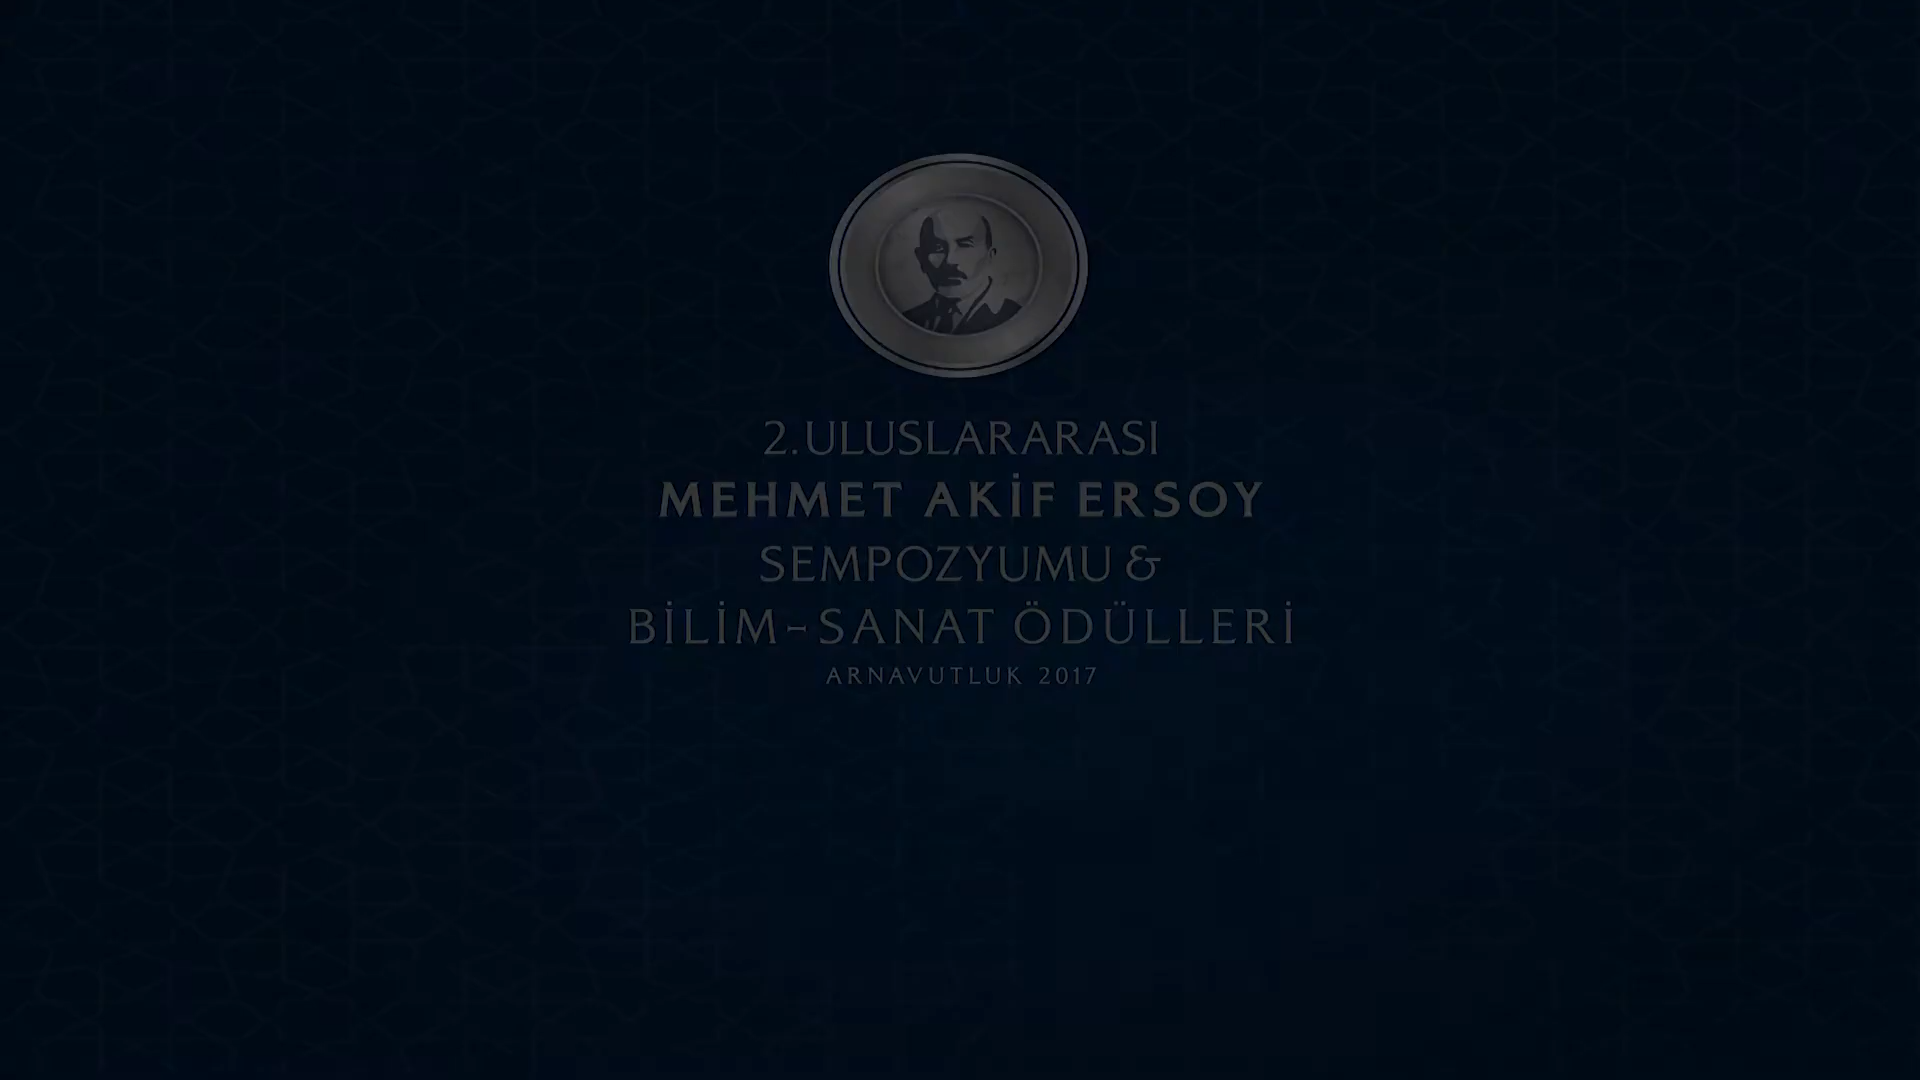 2. ULUSLARARASI
MEHMET AKİF ERSOY
SEMPOZYUMU &
BİLİM-SANAT ÖDÜLLERİ
ARNAVUTLUK 2017